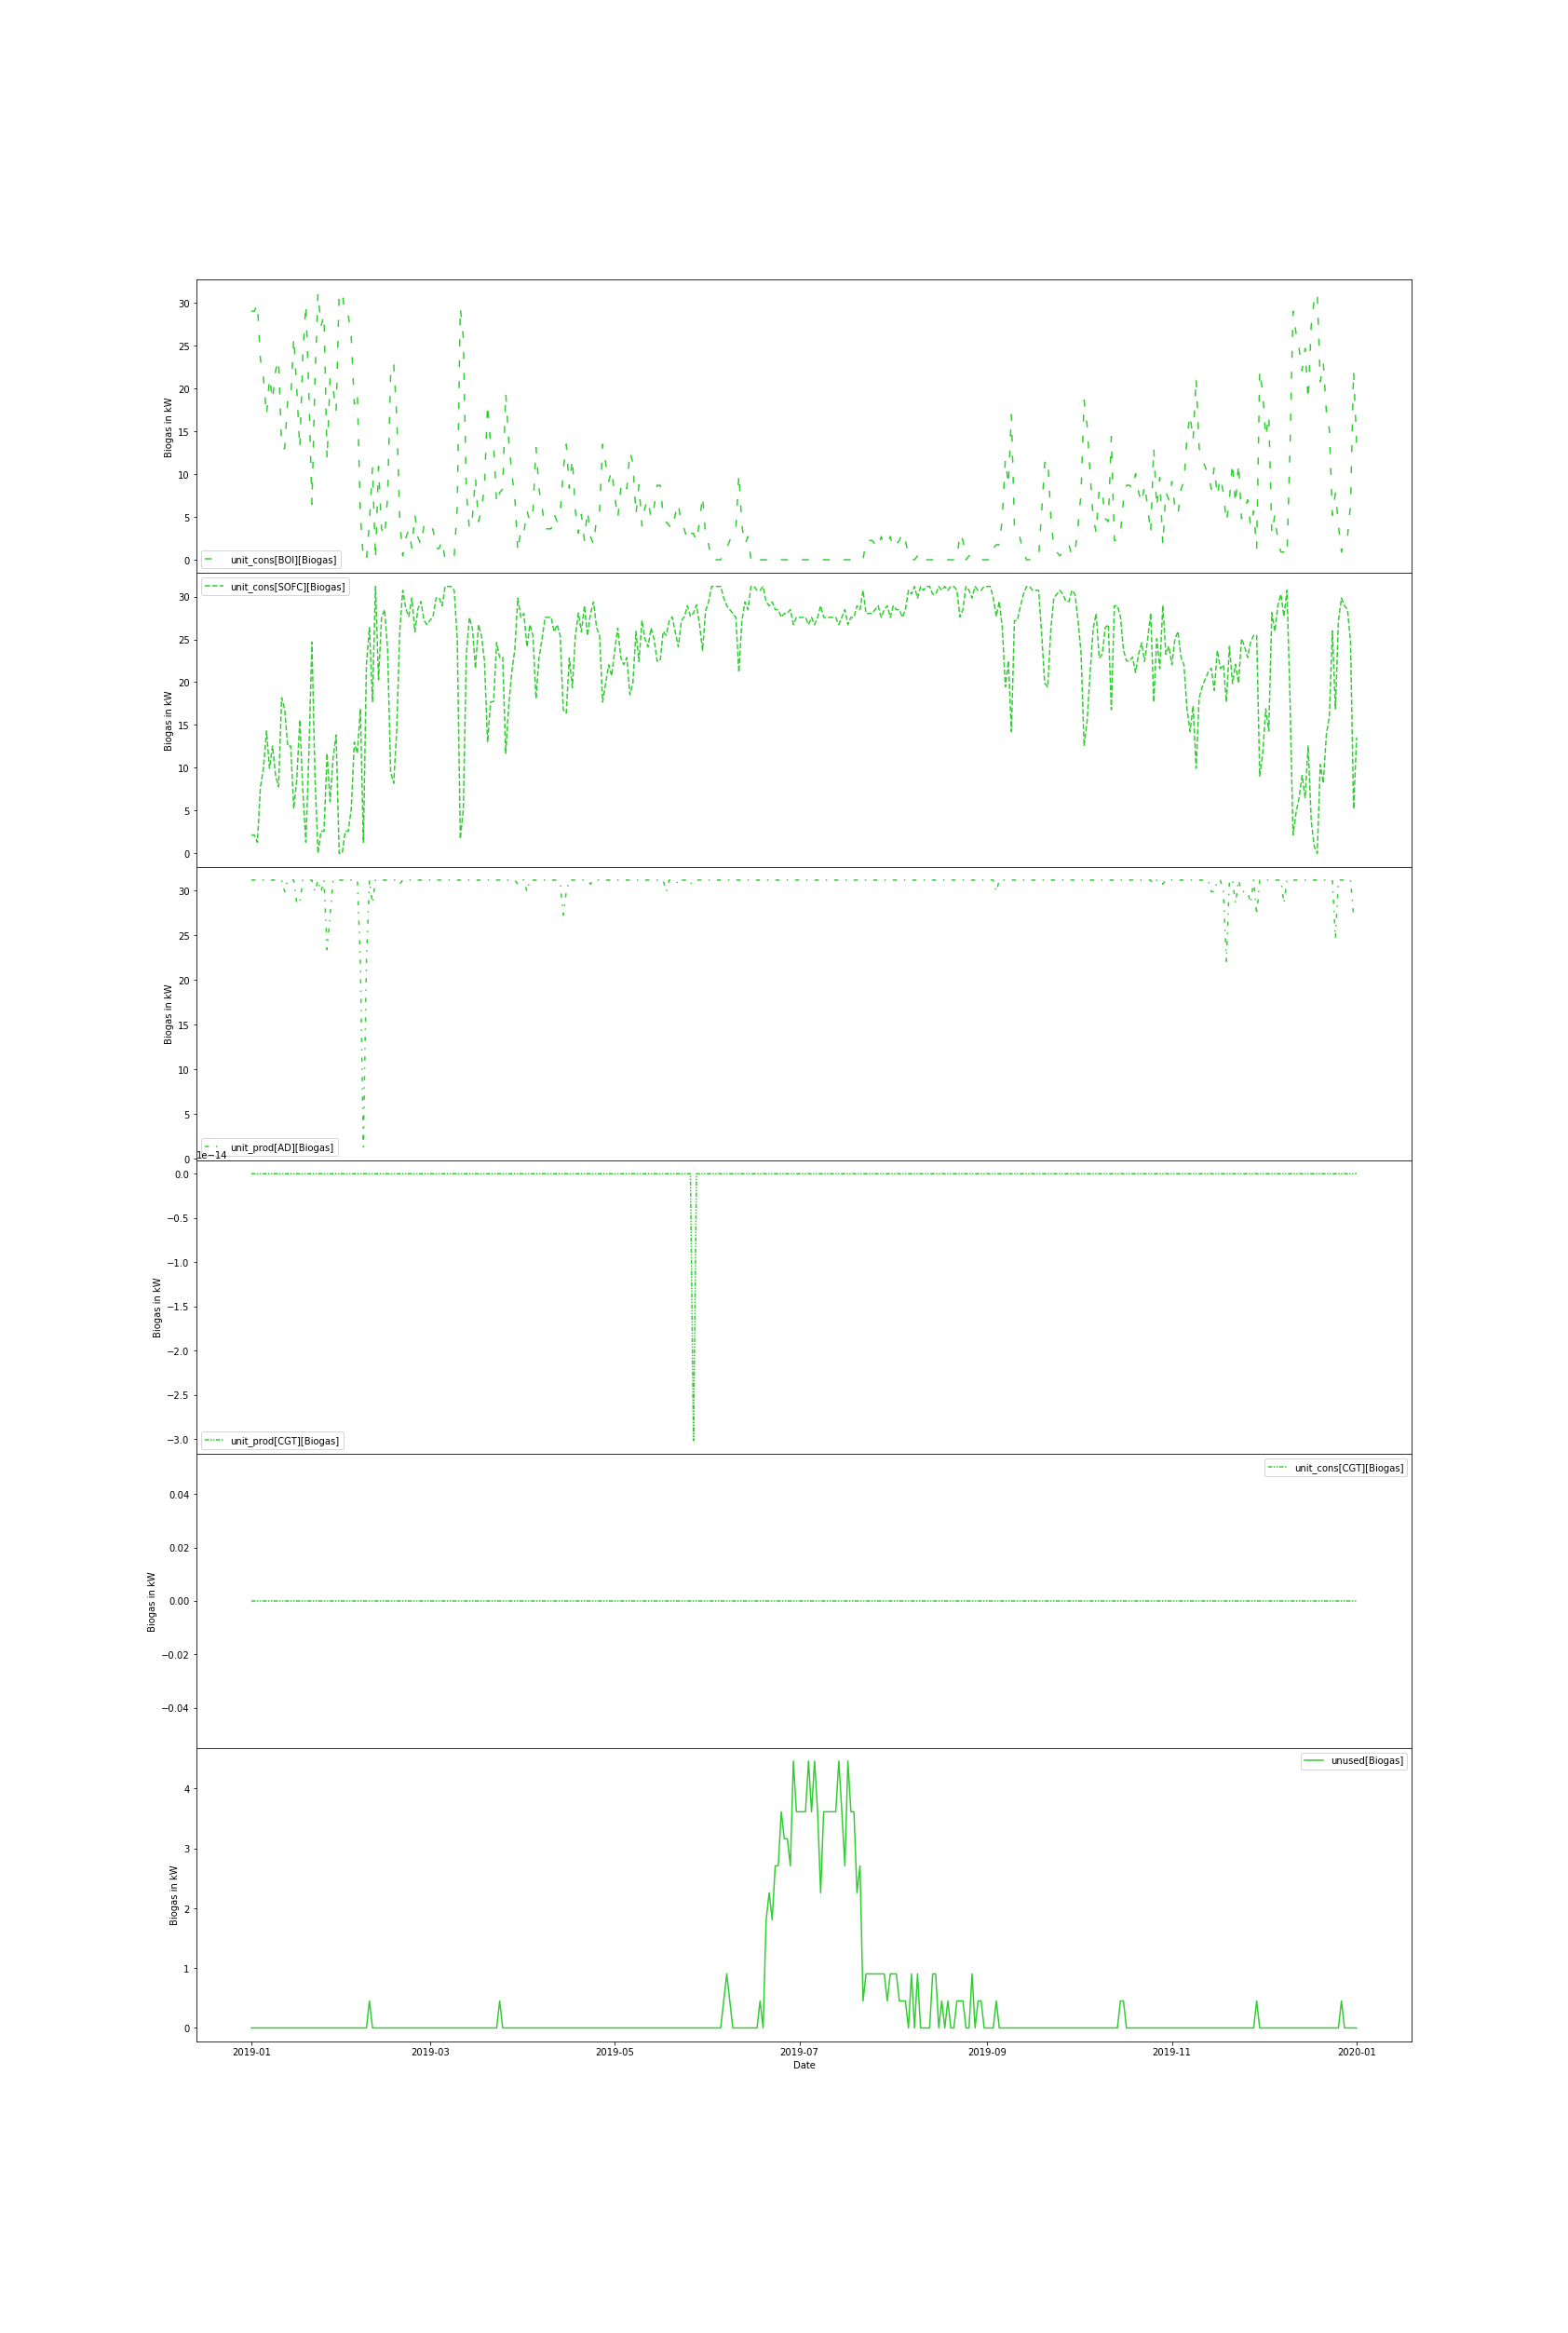 30
25
20
15
10
5
0
Biogas in kW
unit_cons[BOI][Biogas]
unit_cons[SOFC][Biogas]
30
25
20
15
10
5
0
Biogas in kW
30
25
20
15
10
5
0
Biogas in kW
unit_prod[AD][Biogas]
1e−14
0.0
−0.5
−1.0
−1.5
−2.0
−2.5
−3.0
Biogas in kW
unit_prod[CGT][Biogas]
unit_cons[CGT][Biogas]
0.04
0.02
0.00
−0.02
−0.04
Biogas in kW
unused[Biogas]
4
3
2
1
0
Biogas in kW
2019-01 2019-03 2019-05 2019-07 2019-09 2019-11 2020-01
Date